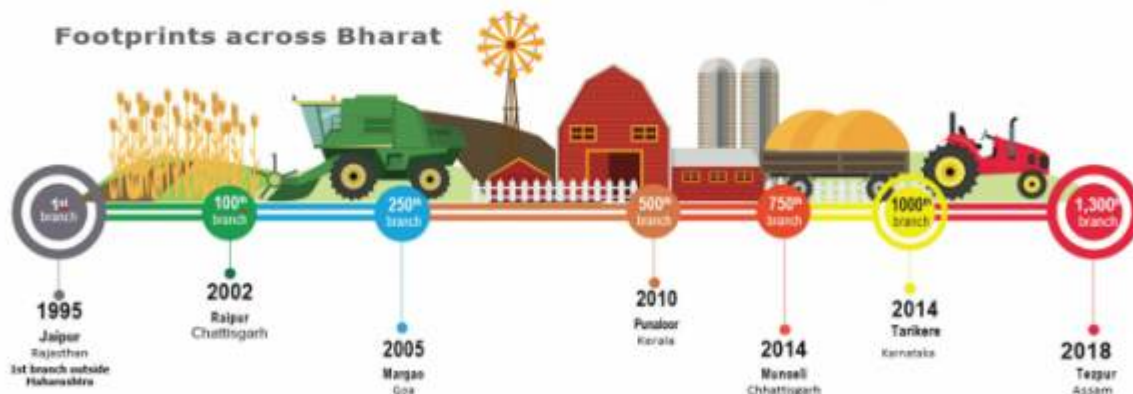 Footprints across Bharat
1st
branch
1995
Jaipur
Rajasthan
1st branch outside
Maharashtra
100th
branch
2002
Raipur
Chattisgarh
250th
branch
2005
Margao
Goa
500th
branch
2010
Punaloor
Kerala
750th
branch
2014
Munseli
Chhattisgarh
1000th
branch
2014
Tarikere
Karnataka
1,300th
branch
2018
Tezpur
Assam